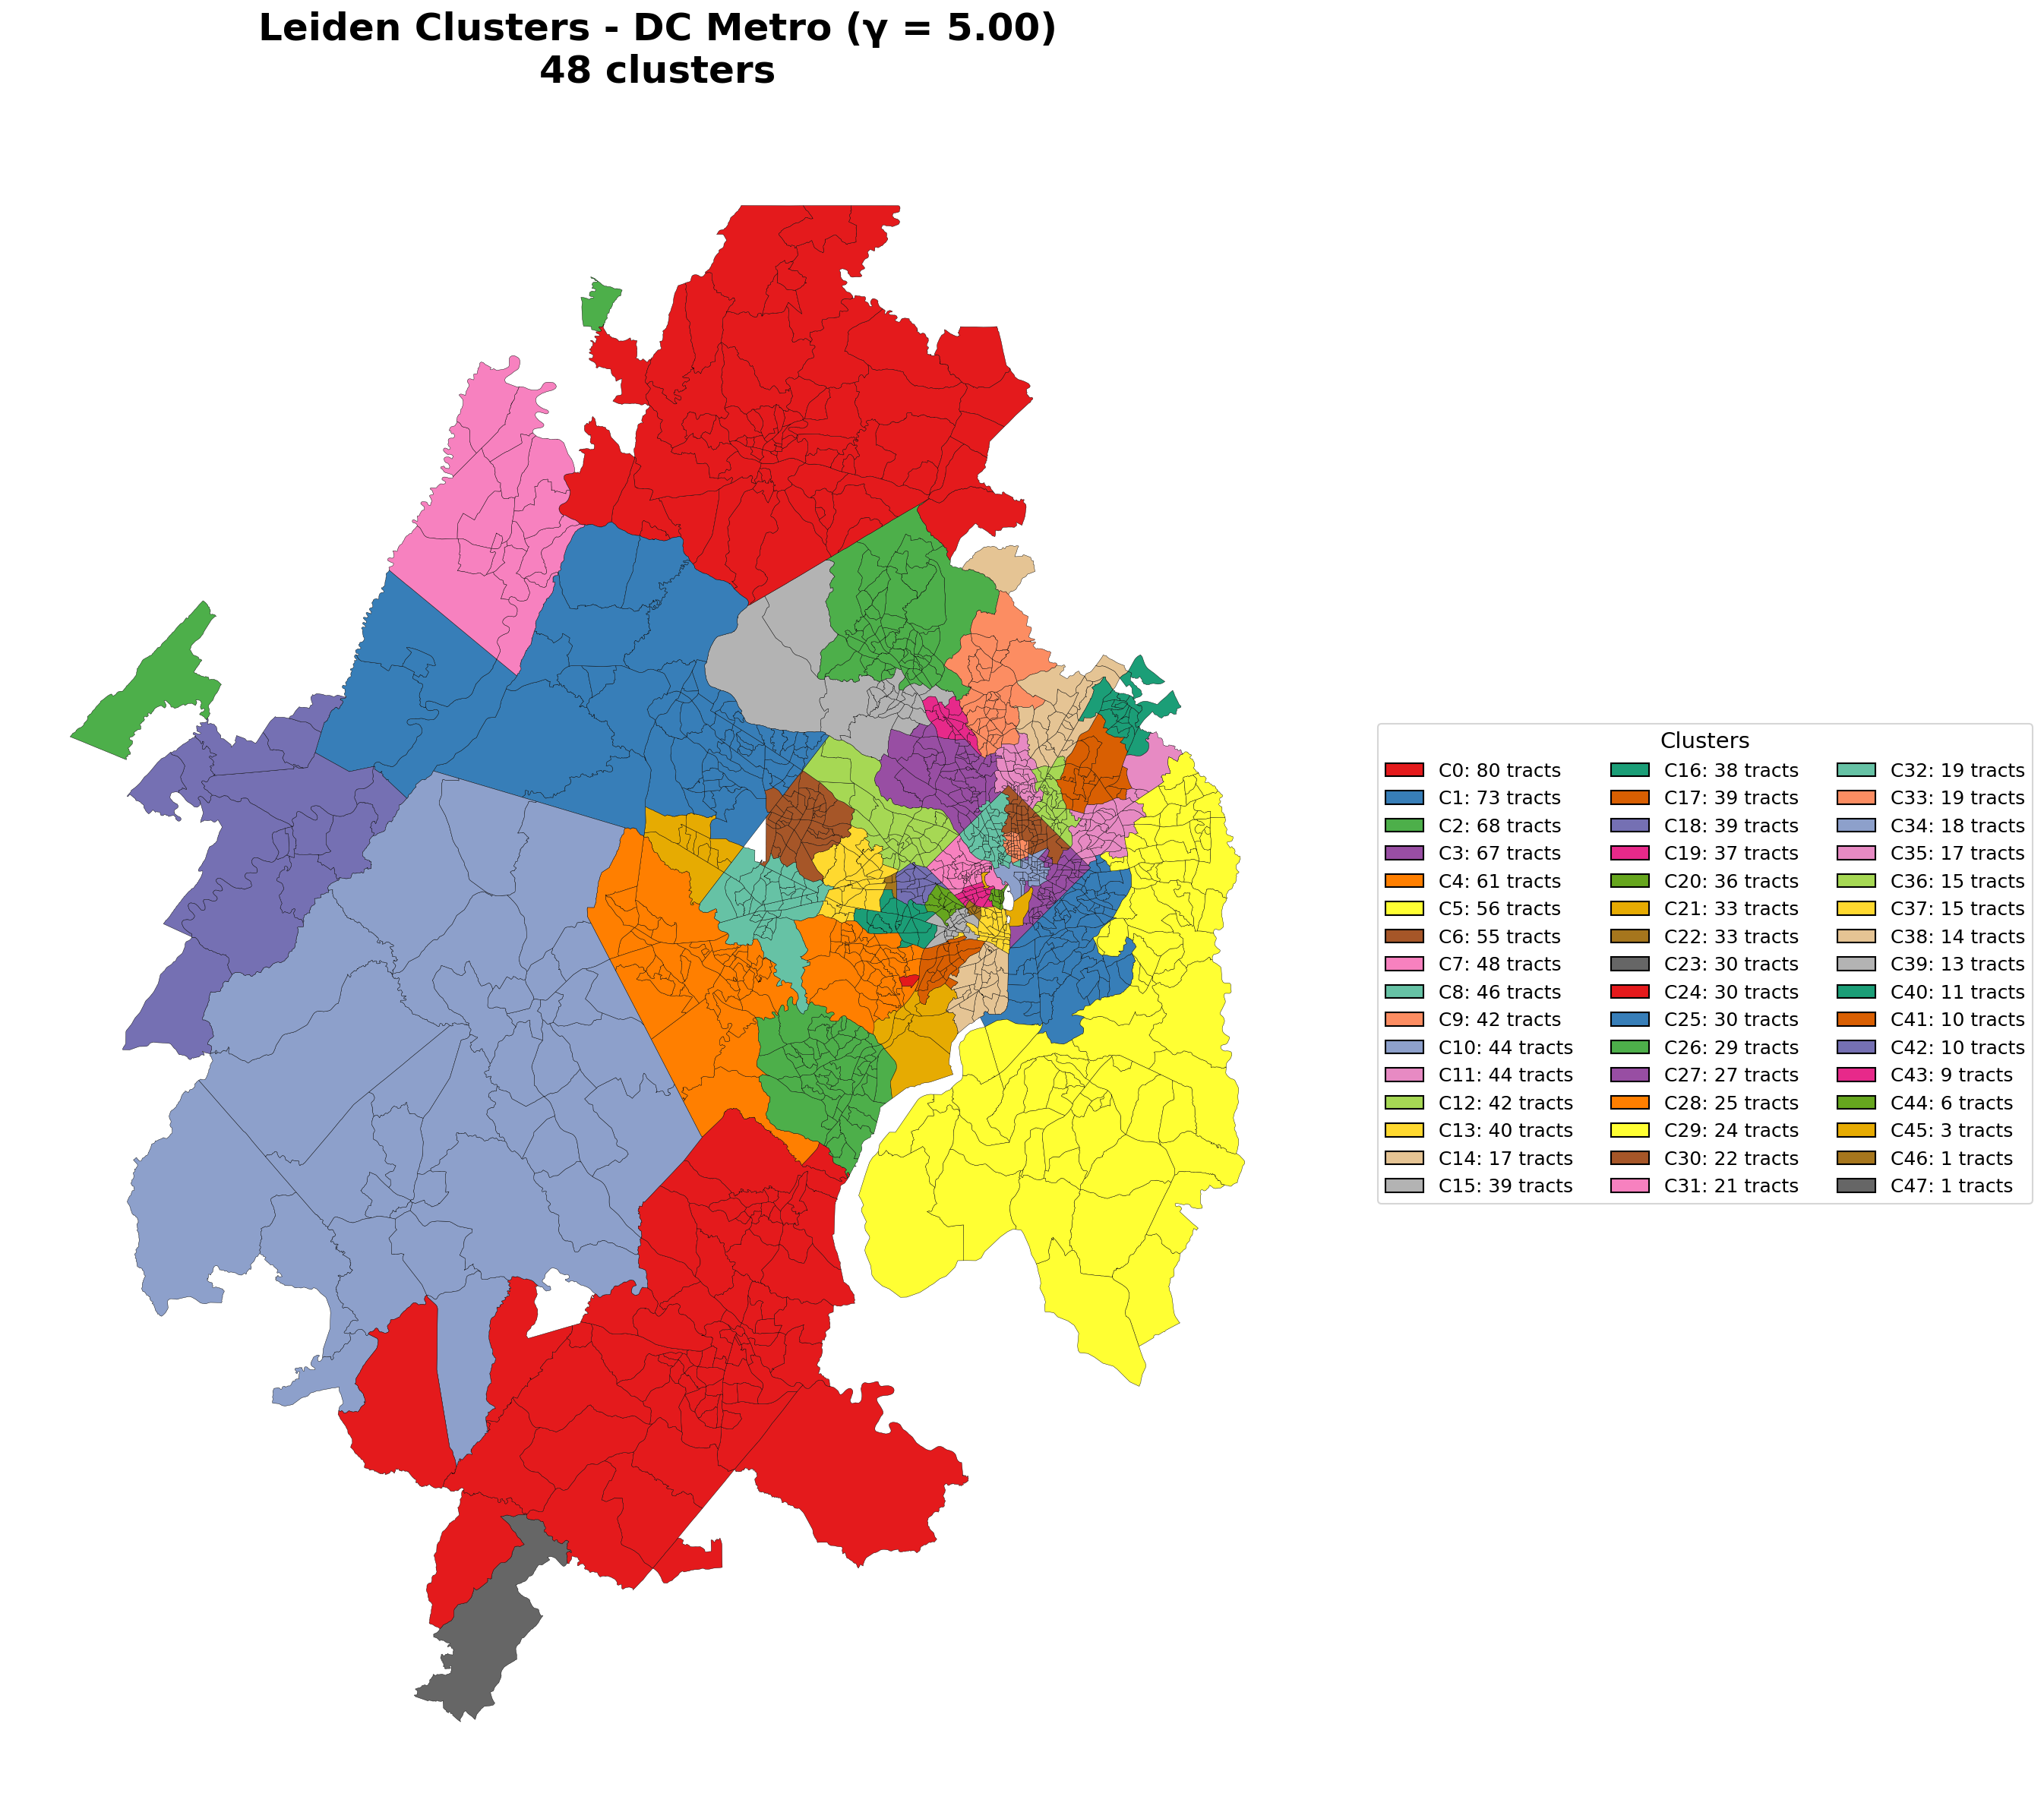 Leiden Clusters - DC Metro (γ = 5.00)
48 clusters
Clusters
C0: 80 tracts
C1: 73 tracts
C2: 68 tracts
C3: 67 tracts
C4: 61 tracts
C5: 56 tracts
C6: 55 tracts
C7: 48 tracts
C8: 46 tracts
C9: 42 tracts
C10: 44 tracts
C11: 44 tracts
C12: 42 tracts
C13: 40 tracts
C14: 17 tracts
C15: 39 tracts
C16: 38 tracts
C17: 39 tracts
C18: 39 tracts
C19: 37 tracts
C20: 36 tracts
C21: 33 tracts
C22: 33 tracts
C23: 30 tracts
C24: 30 tracts
C25: 30 tracts
C26: 29 tracts
C27: 27 tracts
C28: 25 tracts
C29: 24 tracts
C30: 22 tracts
C31: 21 tracts
C32: 19 tracts
C33: 19 tracts
C34: 18 tracts
C35: 17 tracts
C36: 15 tracts
C37: 15 tracts
C38: 14 tracts
C39: 13 tracts
C40: 11 tracts
C41: 10 tracts
C42: 10 tracts
C43: 9 tracts
C44: 6 tracts
C45: 3 tracts
C46: 1 tracts
C47: 1 tracts